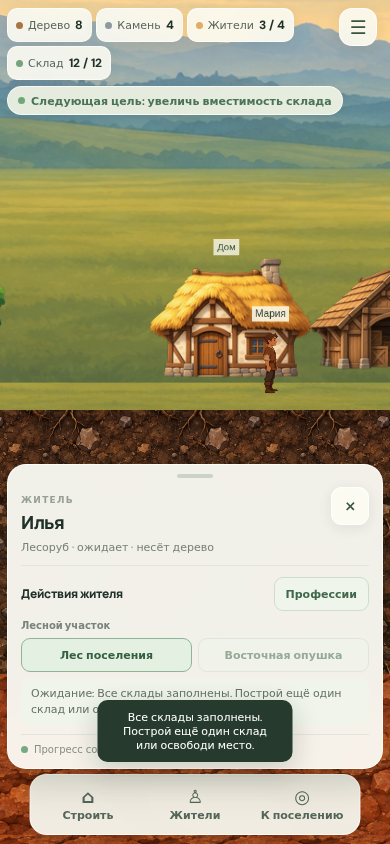 Дерево 8
Камень 4
Жители 3 / 4
Склад 12 / 12
Следующая цель: увеличь вместимость склада
Дом
Мария
ЖИТЕЛЬ
Илья
Лесоруб · ожидает · несёт дерево
Действия жителя
Профессии
Лесной участок
Лес поселения
Восточная опушка
Ожидание: Все склады заполнены. Построй ещё один
склад или о
Все склады заполнены.
Построй ещё один склад
или освободи место.
Прогресс со
Строить
Жители
К поселению